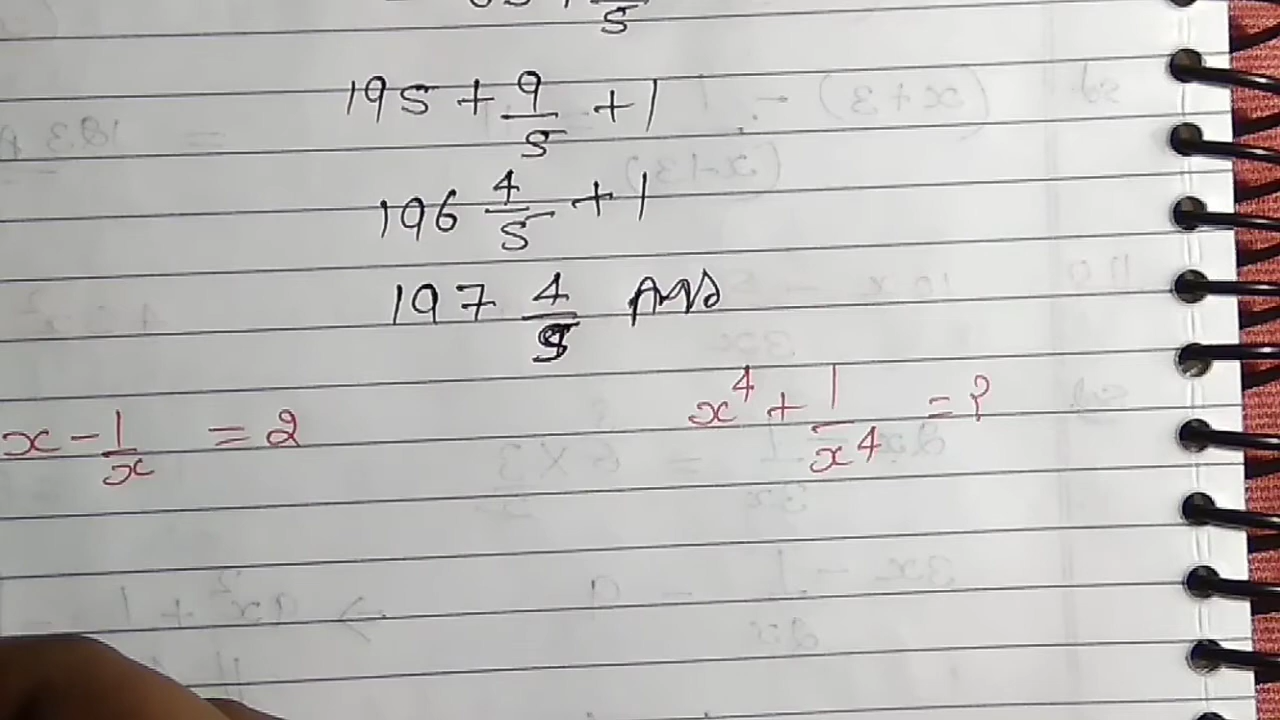 195 + 9/5 + 1
196 4/5 + 1
197 4/5 Ans
x - 1/x = 2 x⁴ + 1/x⁴ = ?